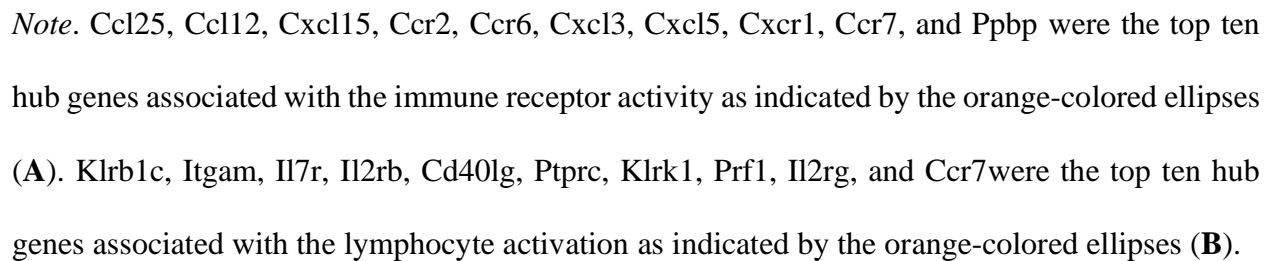 Note. Ccl25, Ccl12, Cxcl15, Ccr2, Ccr6, Cxcl3, Cxcl5, Cxcr1, Ccr7, and Ppbp were the top ten
hub genes associated with the immune receptor activity as indicated by the orange-colored ellipses
(A). Klrb1c, Itgam, Il7r, Il2rb, Cd40lg, Ptprc, Klrk1, Prf1, Il2rg, and Ccr7were the top ten hub
genes associated with the lymphocyte activation as indicated by the orange-colored ellipses (B).